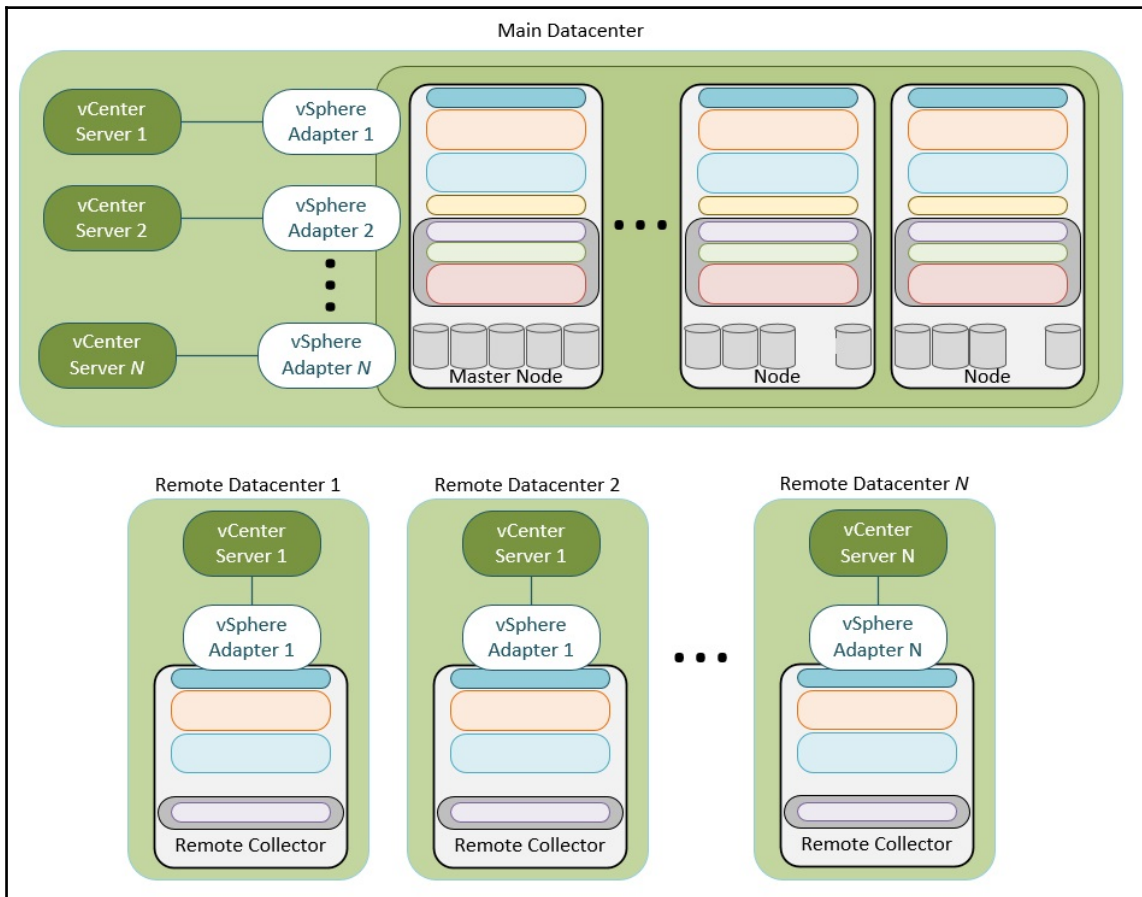 Main Datacenter
vCenter
Server 1
vSphere
Adapter 1
vCenter
Server 2
vSphere
Adapter 2
vCenter
Server N
vSphere
Adapter N
Master Node
Node
Node
Remote Datacenter 1
Remote Datacenter 2
Remote Datacenter N
vCenter
Server 1
vCenter
Server 1
vCenter
Server N
vSphere
Adapter 1
vSphere
Adapter 1
vSphere
Adapter N
Remote Collector
Remote Collector
Remote Collector